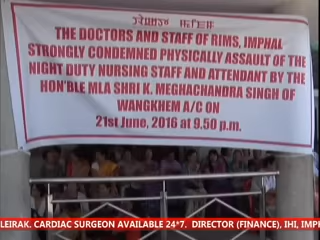 THE DOCTORS AND STAFF OF RIMS, IMPHAL
STRONGLY CONDEMNED PHYSICALLY ASSAULT OF THE
NIGHT DUTY NURSING STAFF AND ATTENDANT BY THE
HON'BLE MLA SHRI K. MEGHACHANDRA SINGH OF
WANGKHEM A/C ON
21st June, 2016 at 9.50 p.m.
LEIRAK. CARDIAC SURGEON AVAILABLE 24*7. DIRECTOR (FINANCE), IHI, IMP